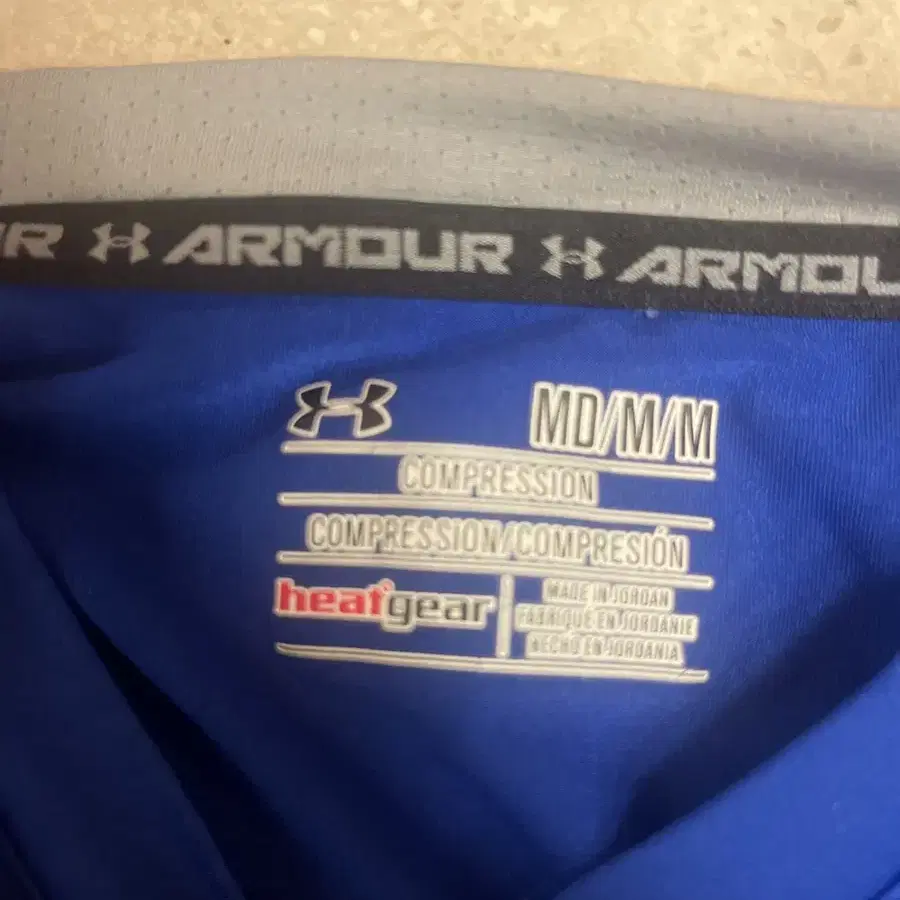 R ARMOUR ARMOU
MD/M/M
COMPRESSION
COMPRESSION/COMPRESIÓN
heatgear
MADE IN JORDAN
FABRIQUÉ EN JORDANIE
HECHO EN JORDANIA